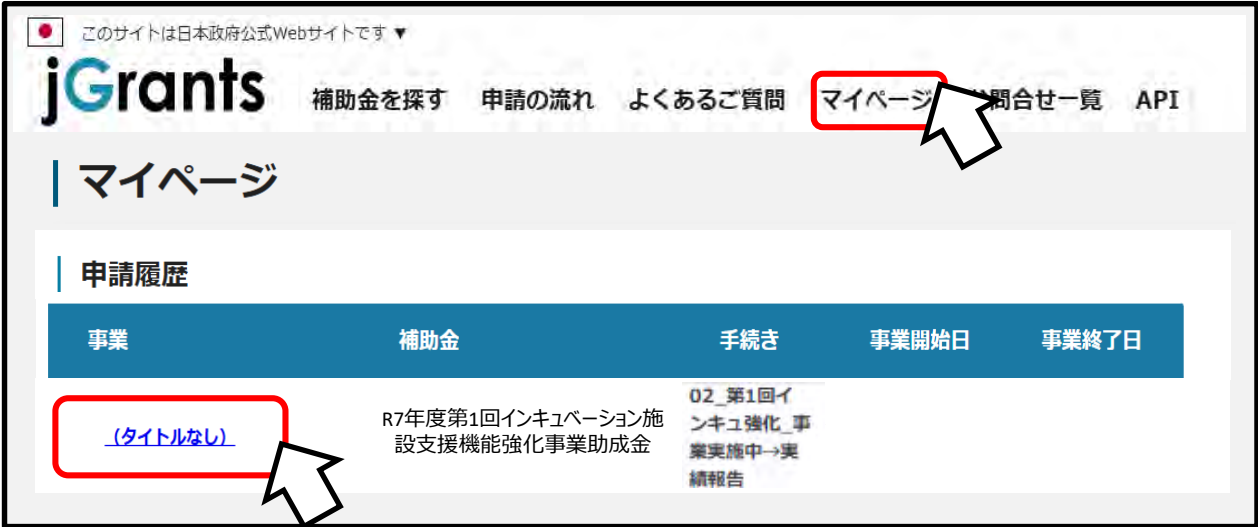 このサイトは日本政府公式Webサイトです ▼
jGrants 補助金を探す 申請の流れ よくあるご質問 マイページ 問合せ一覧 API
マイページ
申請履歴
事業 補助金 手続き 事業開始日 事業終了日
（タイトルなし） R7年度第1回インキュベーション施設支援機能強化事業助成金 02_第1回インキュ強化_事業実施中→実績報告